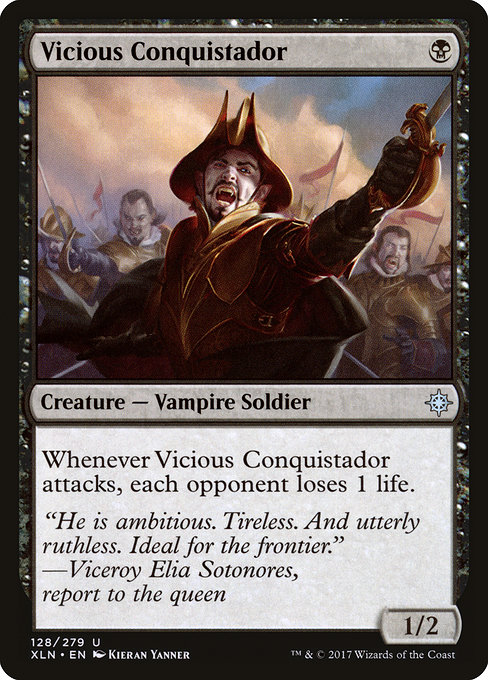 Vicious Conquistador
Creature — Vampire Soldier
Whenever Vicious Conquistador
attacks, each opponent loses 1 life.
“He is ambitious. Tireless. And utterly
ruthless. Ideal for the frontier.”
—Viceroy Elia Sotonores,
report to the queen
1/2
128/279 U
XLN • EN Kieran Yanner
™ & © 2017 Wizards of the Coast